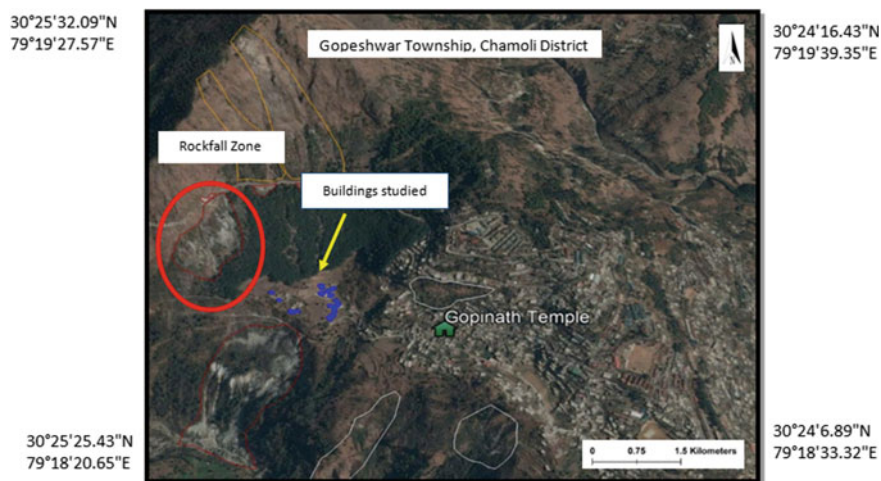 30°25'32.09"N
79°19'27.57"E
Gopeshwar Township, Chamoli District
N
30°24'16.43"N
79°19'39.35"E
Rockfall Zone
Buildings studied
Gopinath Temple
30°25'25.43"N
79°18'20.65"E
0 0.75 1.5 Kilometers
30°24'6.89"N
79°18'33.32"E